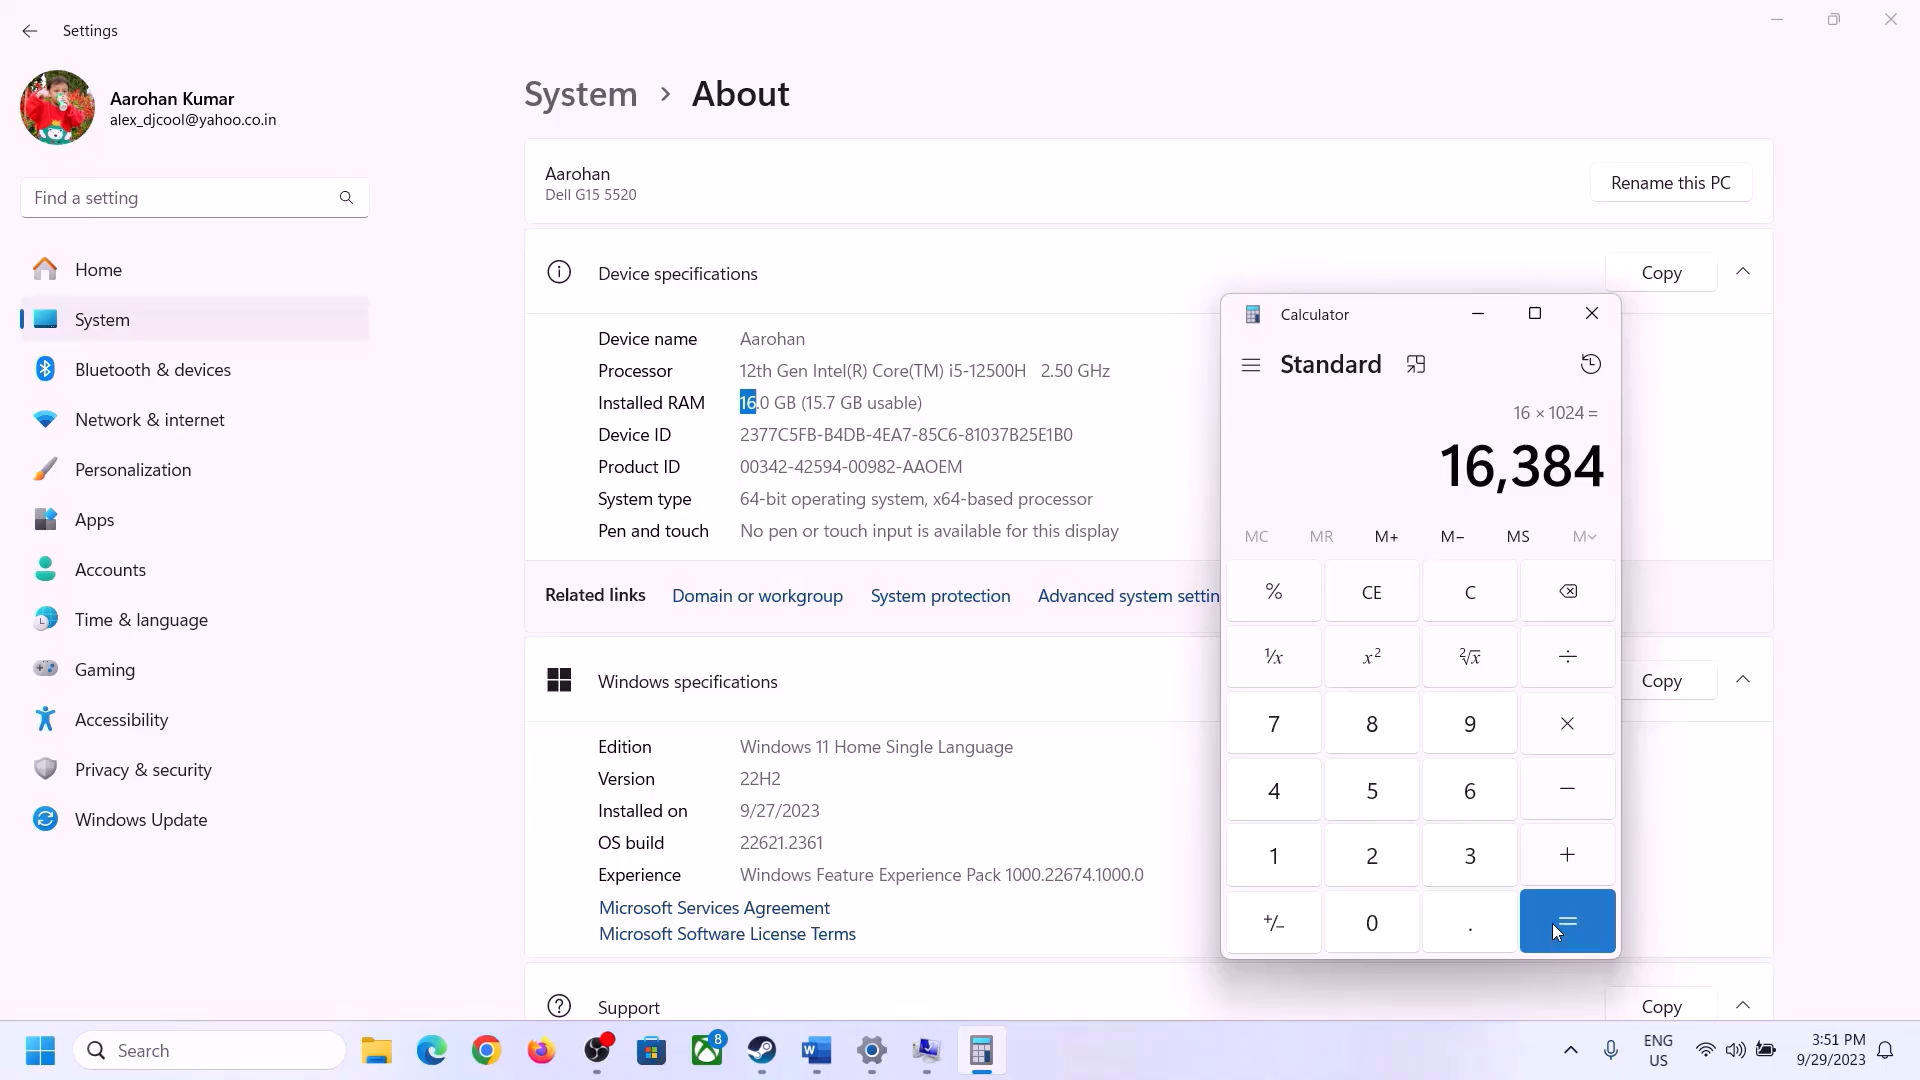 Settings
Aarohan Kumar
alex_djcool@yahoo.co.in
Find a setting
Home
System
Bluetooth & devices
Network & internet
Personalization
Apps
Accounts
Time & language
Gaming
Accessibility
Privacy & security
Windows Update
System > About
Aarohan
Dell G15 5520
Rename this PC
Device specifications
Copy
Device name Aarohan
Processor 12th Gen Intel(R) Core(TM) i5-12500H 2.50 GHz
Installed RAM 16.0 GB (15.7 GB usable)
Device ID 2377C5FB-B4DB-4EA7-85C6-81037B25E1B0
Product ID 00342-42594-00982-AAOEM
System type 64-bit operating system, x64-based processor
Pen and touch No pen or touch input is available for this display
Related links Domain or workgroup System protection Advanced system settin
Windows specifications
Copy
Edition Windows 11 Home Single Language
Version 22H2
Installed on 9/27/2023
OS build 22621.2361
Experience Windows Feature Experience Pack 1000.22674.1000.0
Microsoft Services Agreement
Microsoft Software License Terms
Support
Copy
Calculator
Standard
16 × 1024 =
16,384
MC MR M+ M− MS M
% CE C
1/x x² ²√x ÷
7 8 9 ×
4 5 6 −
1 2 3 +
+/− 0 . =
Search
8
W
ENG
US
3:51 PM
9/29/2023